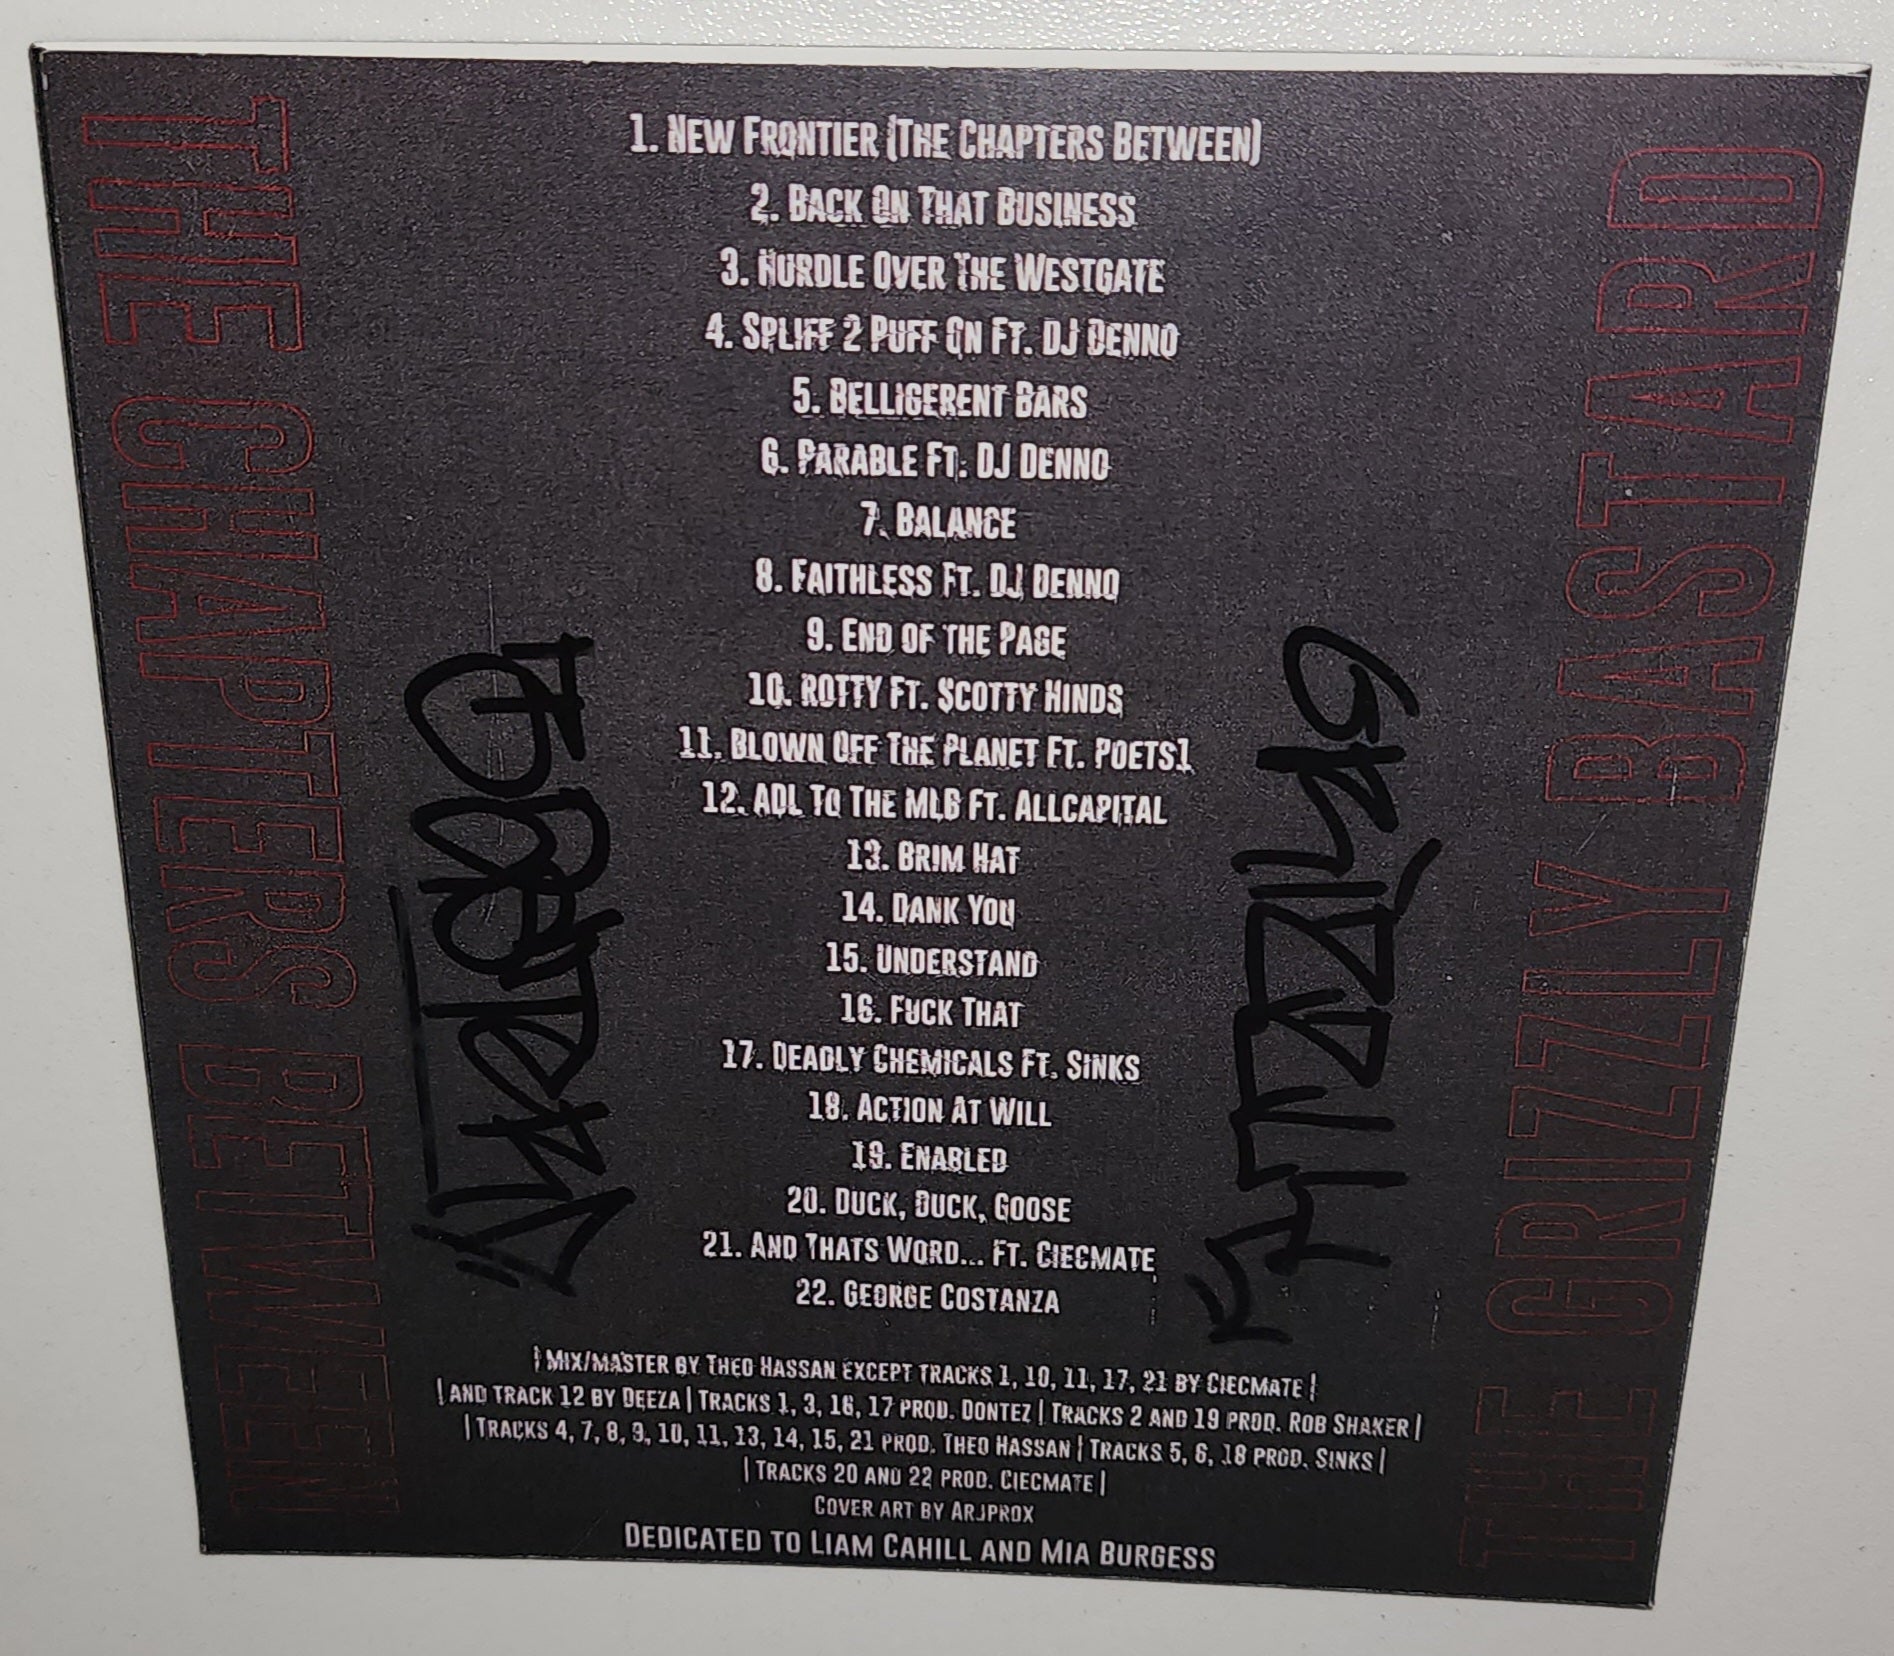 THE CHAPTERS BETWEEN
1. New Frontier (The Chapters Between)
2. Back On That Business
3. Hurdle Over The Westgate
4. Spliff 2 Puff On Ft. DJ Denno
5. Belligerent Bars
6. Parable Ft. DJ Denno
7. Balance
8. Faithless Ft. DJ Denno
9. End of the Page
10. Rotty Ft. Scotty Hinds
11. Blown Off The Planet Ft. Poets1
12. ADL To The MLB Ft. Allcapital
13. Brim Hat
14. Dank You
15. Understand
16. Fuck That
17. Deadly Chemicals Ft. Sinks
18. Action At Will
19. Enabled
20. Duck, Duck, Goose
21. And Thats Word... Ft. Ciecmate
22. George Costanza
| Mix/master by Theo Hassan except tracks 1, 10, 11, 17, 21 by Ciecmate |
| and track 12 by Deeza | Tracks 1, 3, 16, 17 prod. Dontez | Tracks 2 and 19 prod. Rob Shaker |
| Tracks 4, 7, 8, 9, 10, 11, 13, 14, 15, 21 prod. Theo Hassan | Tracks 5, 6, 18 prod. Sinks |
| Tracks 20 and 22 prod. Ciecmate |
Cover art by Arjprox
Dedicated to Liam Cahill and Mia Burgess
THE GRIZZLY BASTARD